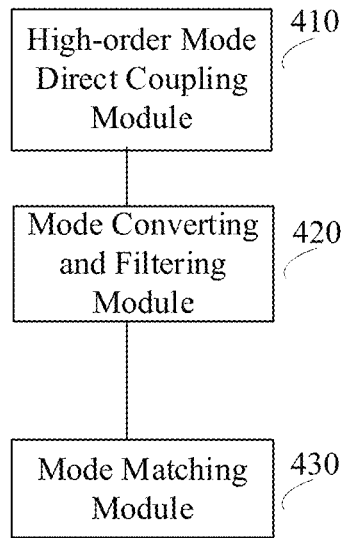 High-order Mode
Direct Coupling
Module
410
Mode Converting
and Filtering
Module
420
Mode Matching
Module
430